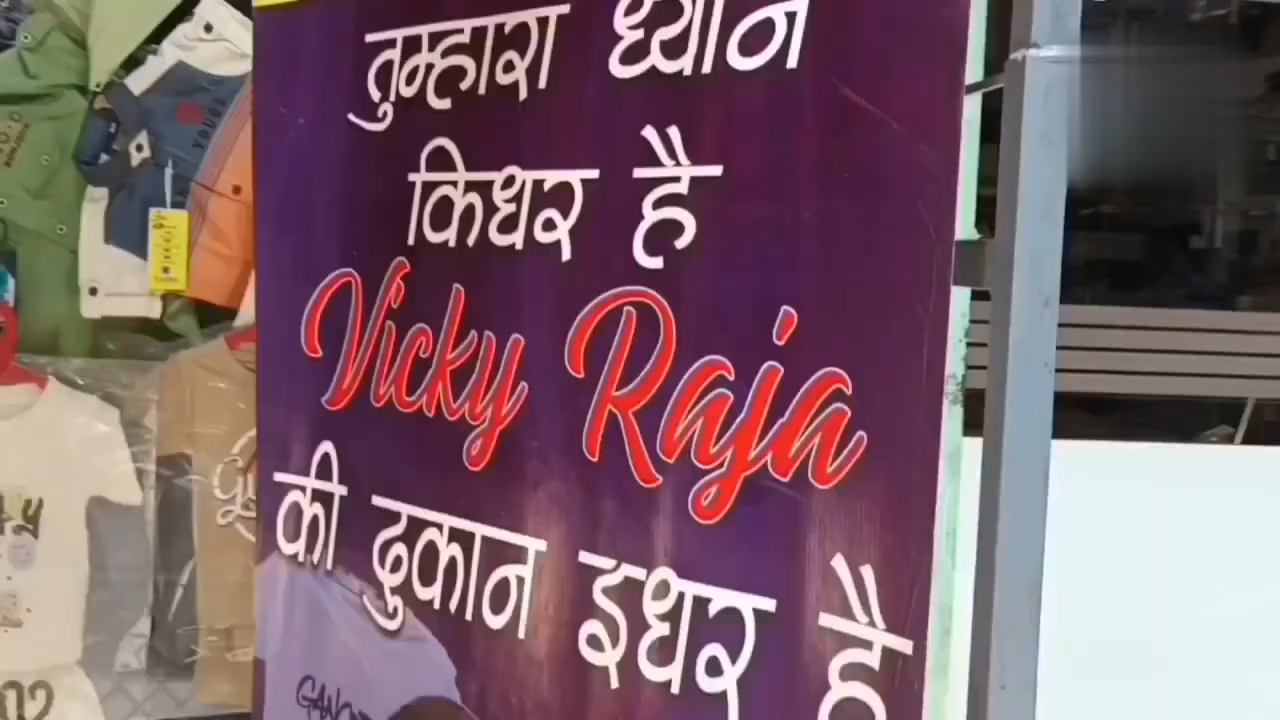 तुम्हारा ध्यान
किधर है
Vicky Raja
की दुकान इधर है